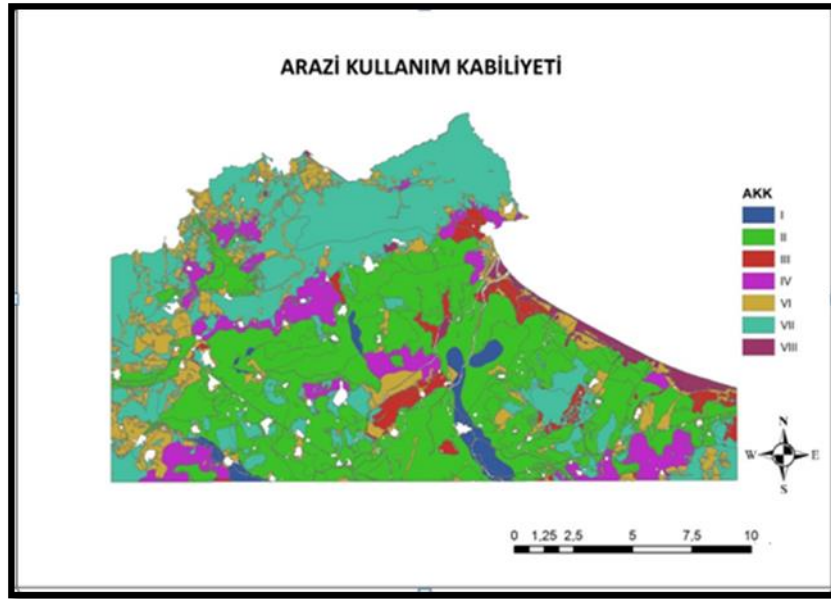 ARAZİ KULLANIM KABİLİYETİ
AKK
I
II
III
IV
VI
VII
VIII
N
W E
S
0 1,25 2,5 5 7,5 10